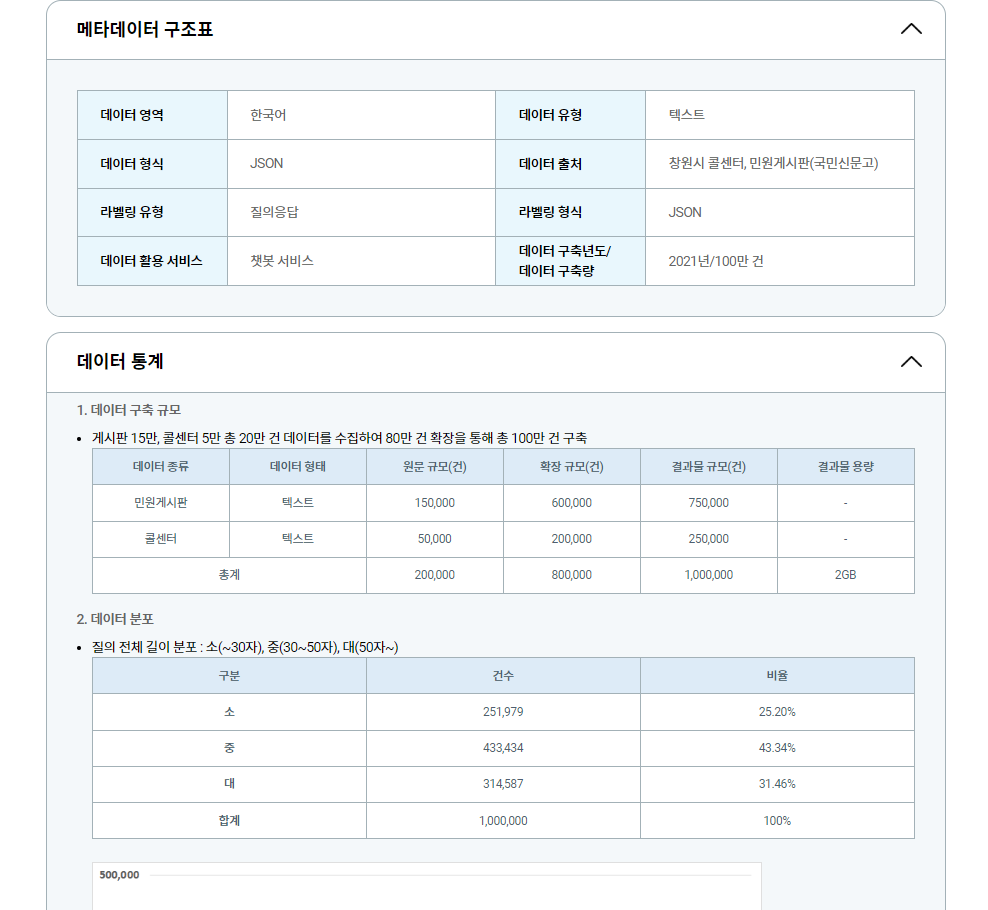 메타데이터 구조표
데이터 영역 한국어 데이터 유형 텍스트
데이터 형식 JSON 데이터 출처 창원시 콜센터, 민원게시판(국민신문고)
라벨링 유형 질의응답 라벨링 형식 JSON
데이터 활용 서비스 챗봇 서비스 데이터 구축년도/
데이터 구축량 2021년/100만 건
데이터 통계
1. 데이터 구축 규모
• 게시판 15만, 콜센터 5만 총 20만 건 데이터를 수집하여 80만 건 확장을 통해 총 100만 건 구축
데이터 종류 데이터 형태 원문 규모(건) 확장 규모(건) 결과물 규모(건) 결과물 용량
민원게시판 텍스트 150,000 600,000 750,000 -
콜센터 텍스트 50,000 200,000 250,000 -
총계 200,000 800,000 1,000,000 2GB
2. 데이터 분포
• 질의 전체 길이 분포 : 소(~30자), 중(30~50자), 대(50자~)
구분 건수 비율
소 251,979 25.20%
중 433,434 43.34%
대 314,587 31.46%
합계 1,000,000 100%
500,000